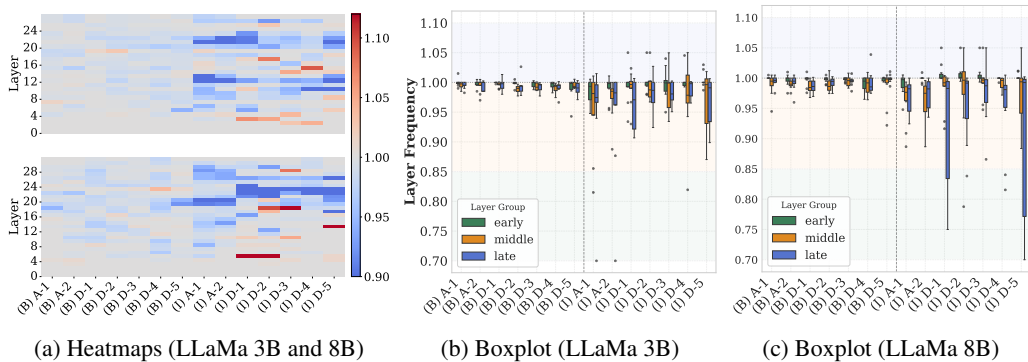 24
20
16
12
8
4
0
Layer
28
24
20
16
12
8
4
0
Layer
(B) A-1
(B) A-2
(B) D-1
(B) D-2
(B) D-3
(B) D-4
(B) D-5
(I) A-1
(I) A-2
(I) D-1
(I) D-2
(I) D-3
(I) D-4
(I) D-5
1.10
1.05
1.00
0.95
0.90
(a) Heatmaps (LLaMa 3B and 8B)
Layer Frequency
1.10
1.05
1.00
0.95
0.90
0.85
0.80
0.75
0.70
Layer Group
early
middle
late
(B) A-1
(B) A-2
(B) D-1
(B) D-2
(B) D-3
(B) D-4
(B) D-5
(I) A-1
(I) A-2
(I) D-1
(I) D-2
(I) D-3
(I) D-4
(I) D-5
(b) Boxplot (LLaMa 3B)
1.10
1.05
1.00
0.95
0.90
0.85
0.80
0.75
0.70
Layer Group
early
middle
late
(B) A-1
(B) A-2
(B) D-1
(B) D-2
(B) D-3
(B) D-4
(B) D-5
(I) A-1
(I) A-2
(I) D-1
(I) D-2
(I) D-3
(I) D-4
(I) D-5
(c) Boxplot (LLaMa 8B)